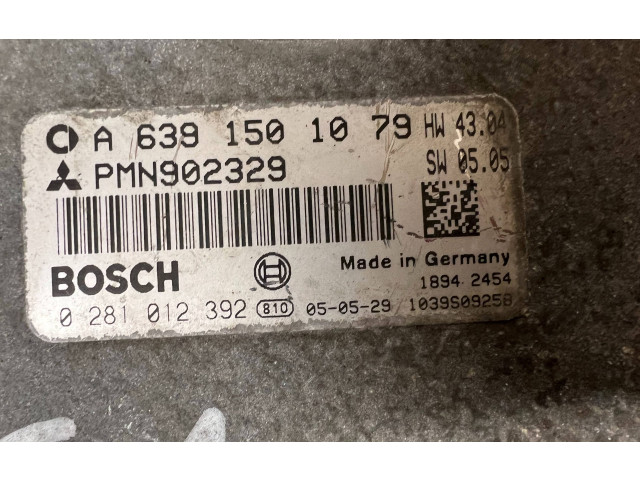 A 639 150 10 79 HW 43.04
PMN902329 SW 05.05
BOSCH Made in Germany
1894 2454
0 281 012 392 810 05-05-29 1039S09258